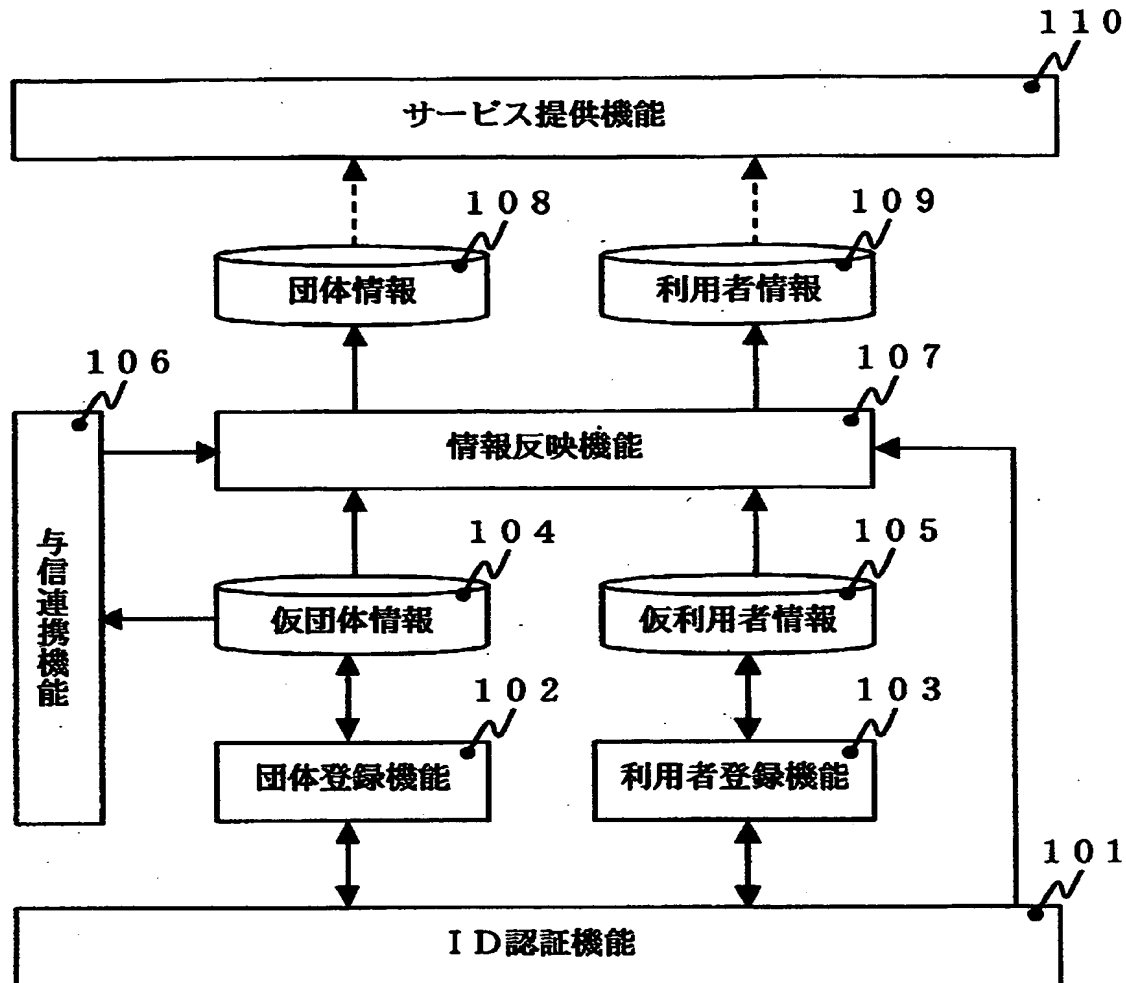 １１０
サービス提供機能
１０８
１０９
団体情報
利用者情報
１０６
１０７
情報反映機能
与信連携機能
１０４
１０５
仮団体情報
仮利用者情報
１０２
１０３
団体登録機能
利用者登録機能
１０１
ＩＤ認証機能